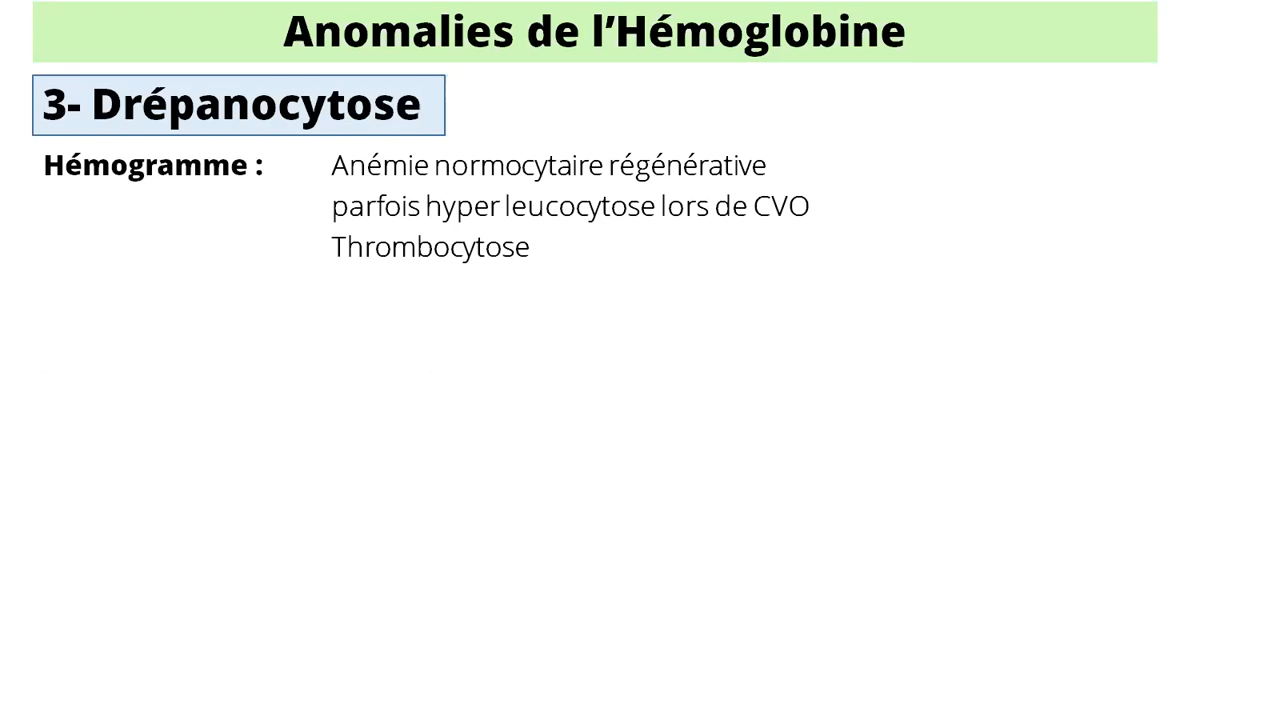 Anomalies de l’Hémoglobine
3- Drépanocytose
Hémogramme : Anémie normocytaire régénérative
parfois hyper leucocytose lors de CVO
Thrombocytose